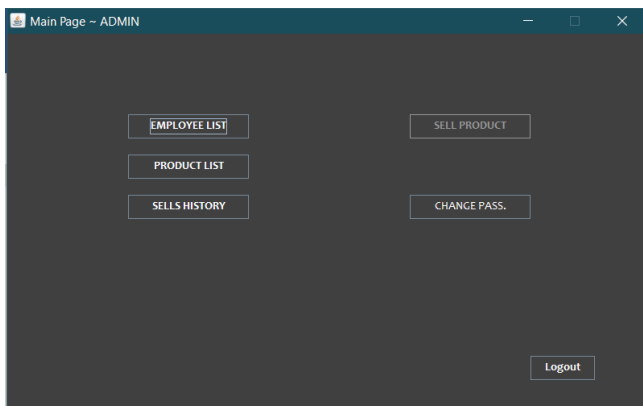 Main Page ~ ADMIN
EMPLOYEE LIST
SELL PRODUCT
PRODUCT LIST
SELLS HISTORY
CHANGE PASS.
Logout